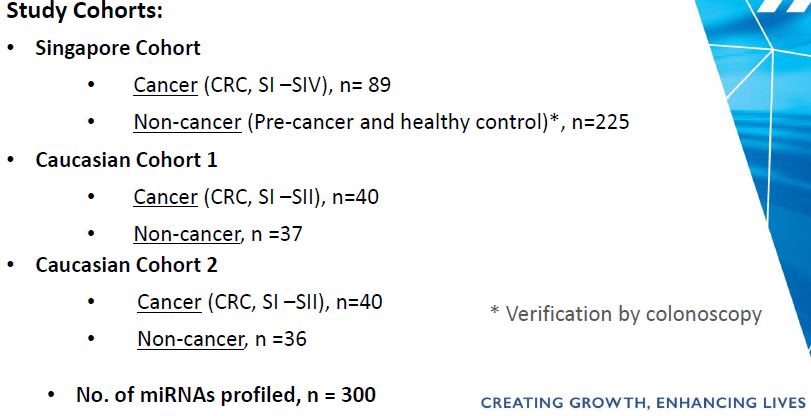 Study Cohorts:
• Singapore Cohort
• Cancer (CRC, SI –SIV), n= 89
• Non-cancer (Pre-cancer and healthy control)*, n=225
• Caucasian Cohort 1
• Cancer (CRC, SI –SII), n=40
• Non-cancer, n =37
• Caucasian Cohort 2
• Cancer (CRC, SI –SII), n=40
• Non-cancer, n =36
* Verification by colonoscopy
• No. of miRNAs profiled, n = 300
CREATING GROWTH, ENHANCING LIVES